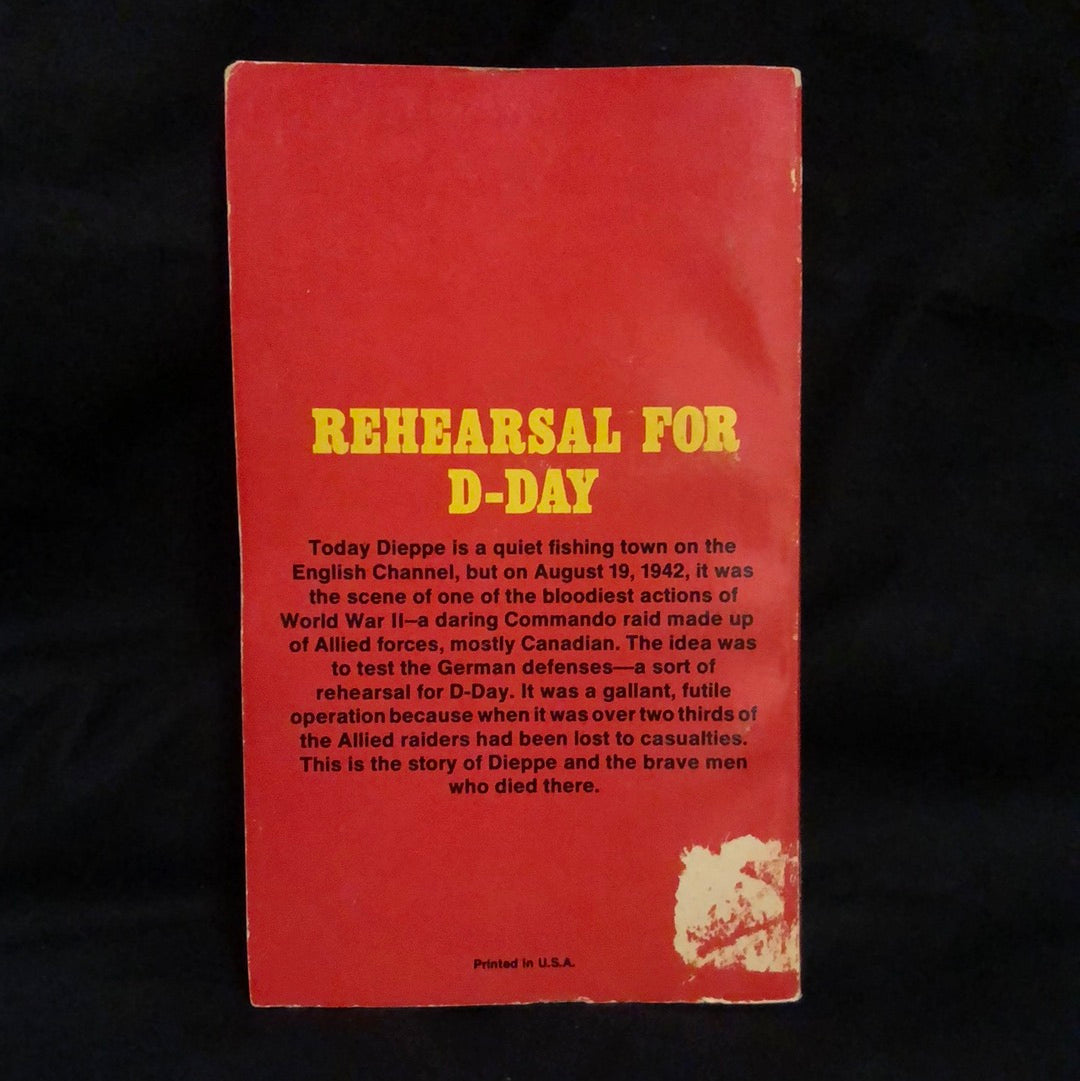 REHEARSAL FOR
D-DAY
Today Dieppe is a quiet fishing town on the
English Channel, but on August 19, 1942, it was
the scene of one of the bloodiest actions of
World War II—a daring Commando raid made up
of Allied forces, mostly Canadian. The idea was
to test the German defenses—a sort of
rehearsal for D-Day. It was a gallant, futile
operation because when it was over two thirds of
the Allied raiders had been lost to casualties.
This is the story of Dieppe and the brave men
who died there.
Printed in U.S.A.